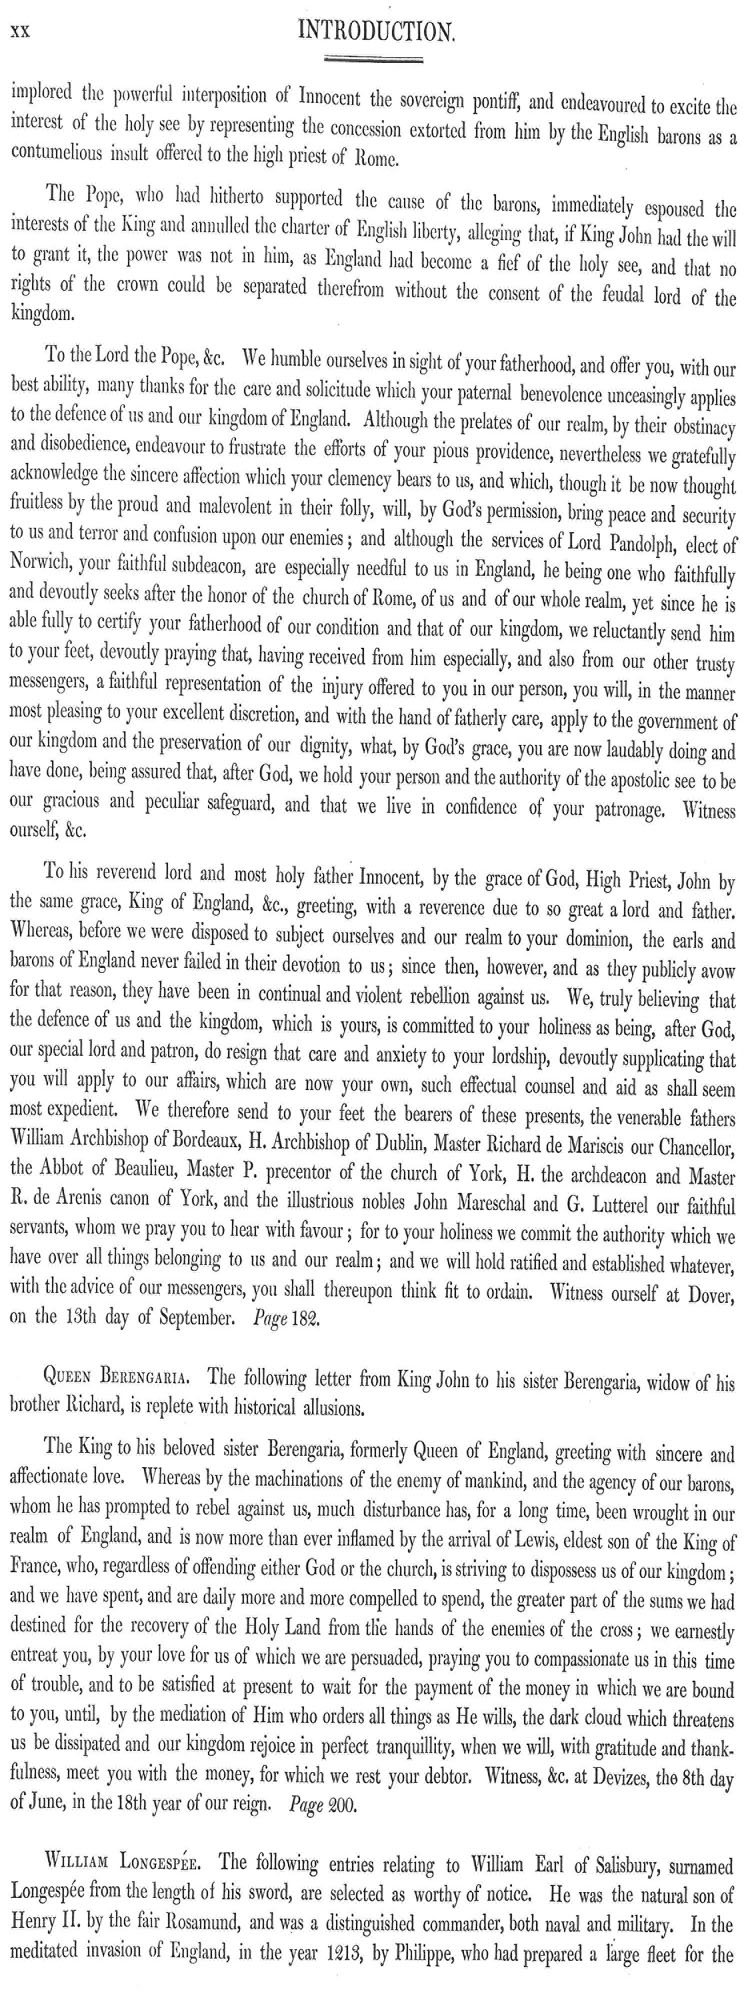 xx INTRODUCTION.
implored the powerful interposition of Innocent the sovereign pontiff, and endeavoured to excite the
interest of the holy see by representing the concession extorted from him by the English barons as a
contumelious insult offered to the high priest of Rome.
The Pope, who had hitherto supported the cause of the barons, immediately espoused the
interests of the King and annulled the charter of English liberty, alleging that, if King John had the will
to grant it, the power was not in him, as England had become a fief of the holy see, and that no
rights of the crown could be separated therefrom without the consent of the feudal lord of the
kingdom.
To the Lord the Pope, &c. We humble ourselves in sight of your fatherhood, and offer you, with our
best ability, many thanks for the care and solicitude which your paternal benevolence unceasingly applies
to the defence of us and our kingdom of England. Although the prelates of our realm, by their obstinacy
and disobedience, endeavour to frustrate the efforts of your pious providence, nevertheless we gratefully
acknowledge the sincere affection which your clemency bears to us, and which, though it be now thought
fruitless by the proud and malevolent in their folly, will, by God's permission, bring peace and security
to us and terror and confusion upon our enemies; and although the services of Lord Pandolph, elect of
Norwich, your faithful subdeacon, are especially needful to us in England, he being one who faithfully
and devoutly seeks after the honor of the church of Rome, of us and of our whole realm, yet since he is
able fully to certify your fatherhood of our condition and that of our kingdom, we reluctantly send him
to your feet, devoutly praying that, having received from him especially, and also from our other trusty
messengers, a faithful representation of the injury offered to you in our person, you will, in the manner
most pleasing to your excellent discretion, and with the hand of fatherly care, apply to the government of
our kingdom and the preservation of our dignity, what, by God's grace, you are now laudably doing and
have done, being assured that, after God, we hold your person and the authority of the apostolic see to be
our gracious and peculiar safeguard, and that we live in confidence of your patronage. Witness
ourself, &c.
To his reverend lord and most holy father Innocent, by the grace of God, High Priest, John by
the same grace, King of England, &c., greeting, with a reverence due to so great a lord and father.
Whereas, before we were disposed to subject ourselves and our realm to your dominion, the earls and
barons of England never failed in their devotion to us; since then, however, and as they publicly avow
for that reason, they have been in continual and violent rebellion against us. We, truly believing that
the defence of us and the kingdom, which is yours, is committed to your holiness as being, after God,
our special lord and patron, do resign that care and anxiety to your lordship, devoutly supplicating that
you will apply to our affairs, which are now your own, such effectual counsel and aid as shall seem
most expedient. We therefore send to your feet the bearers of these presents, the venerable fathers
William Archbishop of Bordeaux, H. Archbishop of Dublin, Master Richard de Mariscis our Chancellor,
the Abbot of Beaulieu, Master P. precentor of the church of York, H. the archdeacon and Master
R. de Arenis canon of York, and the illustrious nobles John Mareschal and G. Lutterel our faithful
servants, whom we pray you to hear with favour; for to your holiness we commit the authority which we
have over all things belonging to us and our realm; and we will hold ratified and established whatever,
with the advice of our messengers, you shall thereupon think fit to ordain. Witness ourself at Dover,
on the 13th day of September. Page 182.
QUEEN BERENGARIA. The following letter from King John to his sister Berengaria, widow of his
brother Richard, is replete with historical allusions.
The King to his beloved sister Berengaria, formerly Queen of England, greeting with sincere and
affectionate love. Whereas by the machinations of the enemy of mankind, and the agency of our barons,
whom he has prompted to rebel against us, much disturbance has, for a long time, been wrought in our
realm of England, and is now more than ever inflamed by the arrival of Lewis, eldest son of the King of
France, who, regardless of offending either God or the church, is striving to dispossess us of our kingdom;
and we have spent, and are daily more and more compelled to spend, the greater part of the sums we had
destined for the recovery of the Holy Land from the hands of the enemies of the cross; we earnestly
entreat you, by your love for us of which we are persuaded, praying you to compassionate us in this time
of trouble, and to be satisfied at present to wait for the payment of the money in which we are bound
to you, until, by the mediation of Him who orders all things as He wills, the dark cloud which threatens
us be dissipated and our kingdom rejoice in perfect tranquillity, when we will, with gratitude and thank-
fulness, meet you with the money, for which we rest your debtor. Witness, &c. at Devizes, the 8th day
of June, in the 18th year of our reign. Page 200.
WILLIAM LONGESPÉE. The following entries relating to William Earl of Salisbury, surnamed
Longespée from the length of his sword, are selected as worthy of notice. He was the natural son of
Henry II. by the fair Rosamund, and was a distinguished commander, both naval and military. In the
meditated invasion of England, in the year 1213, by Philippe, who had prepared a large fleet for the